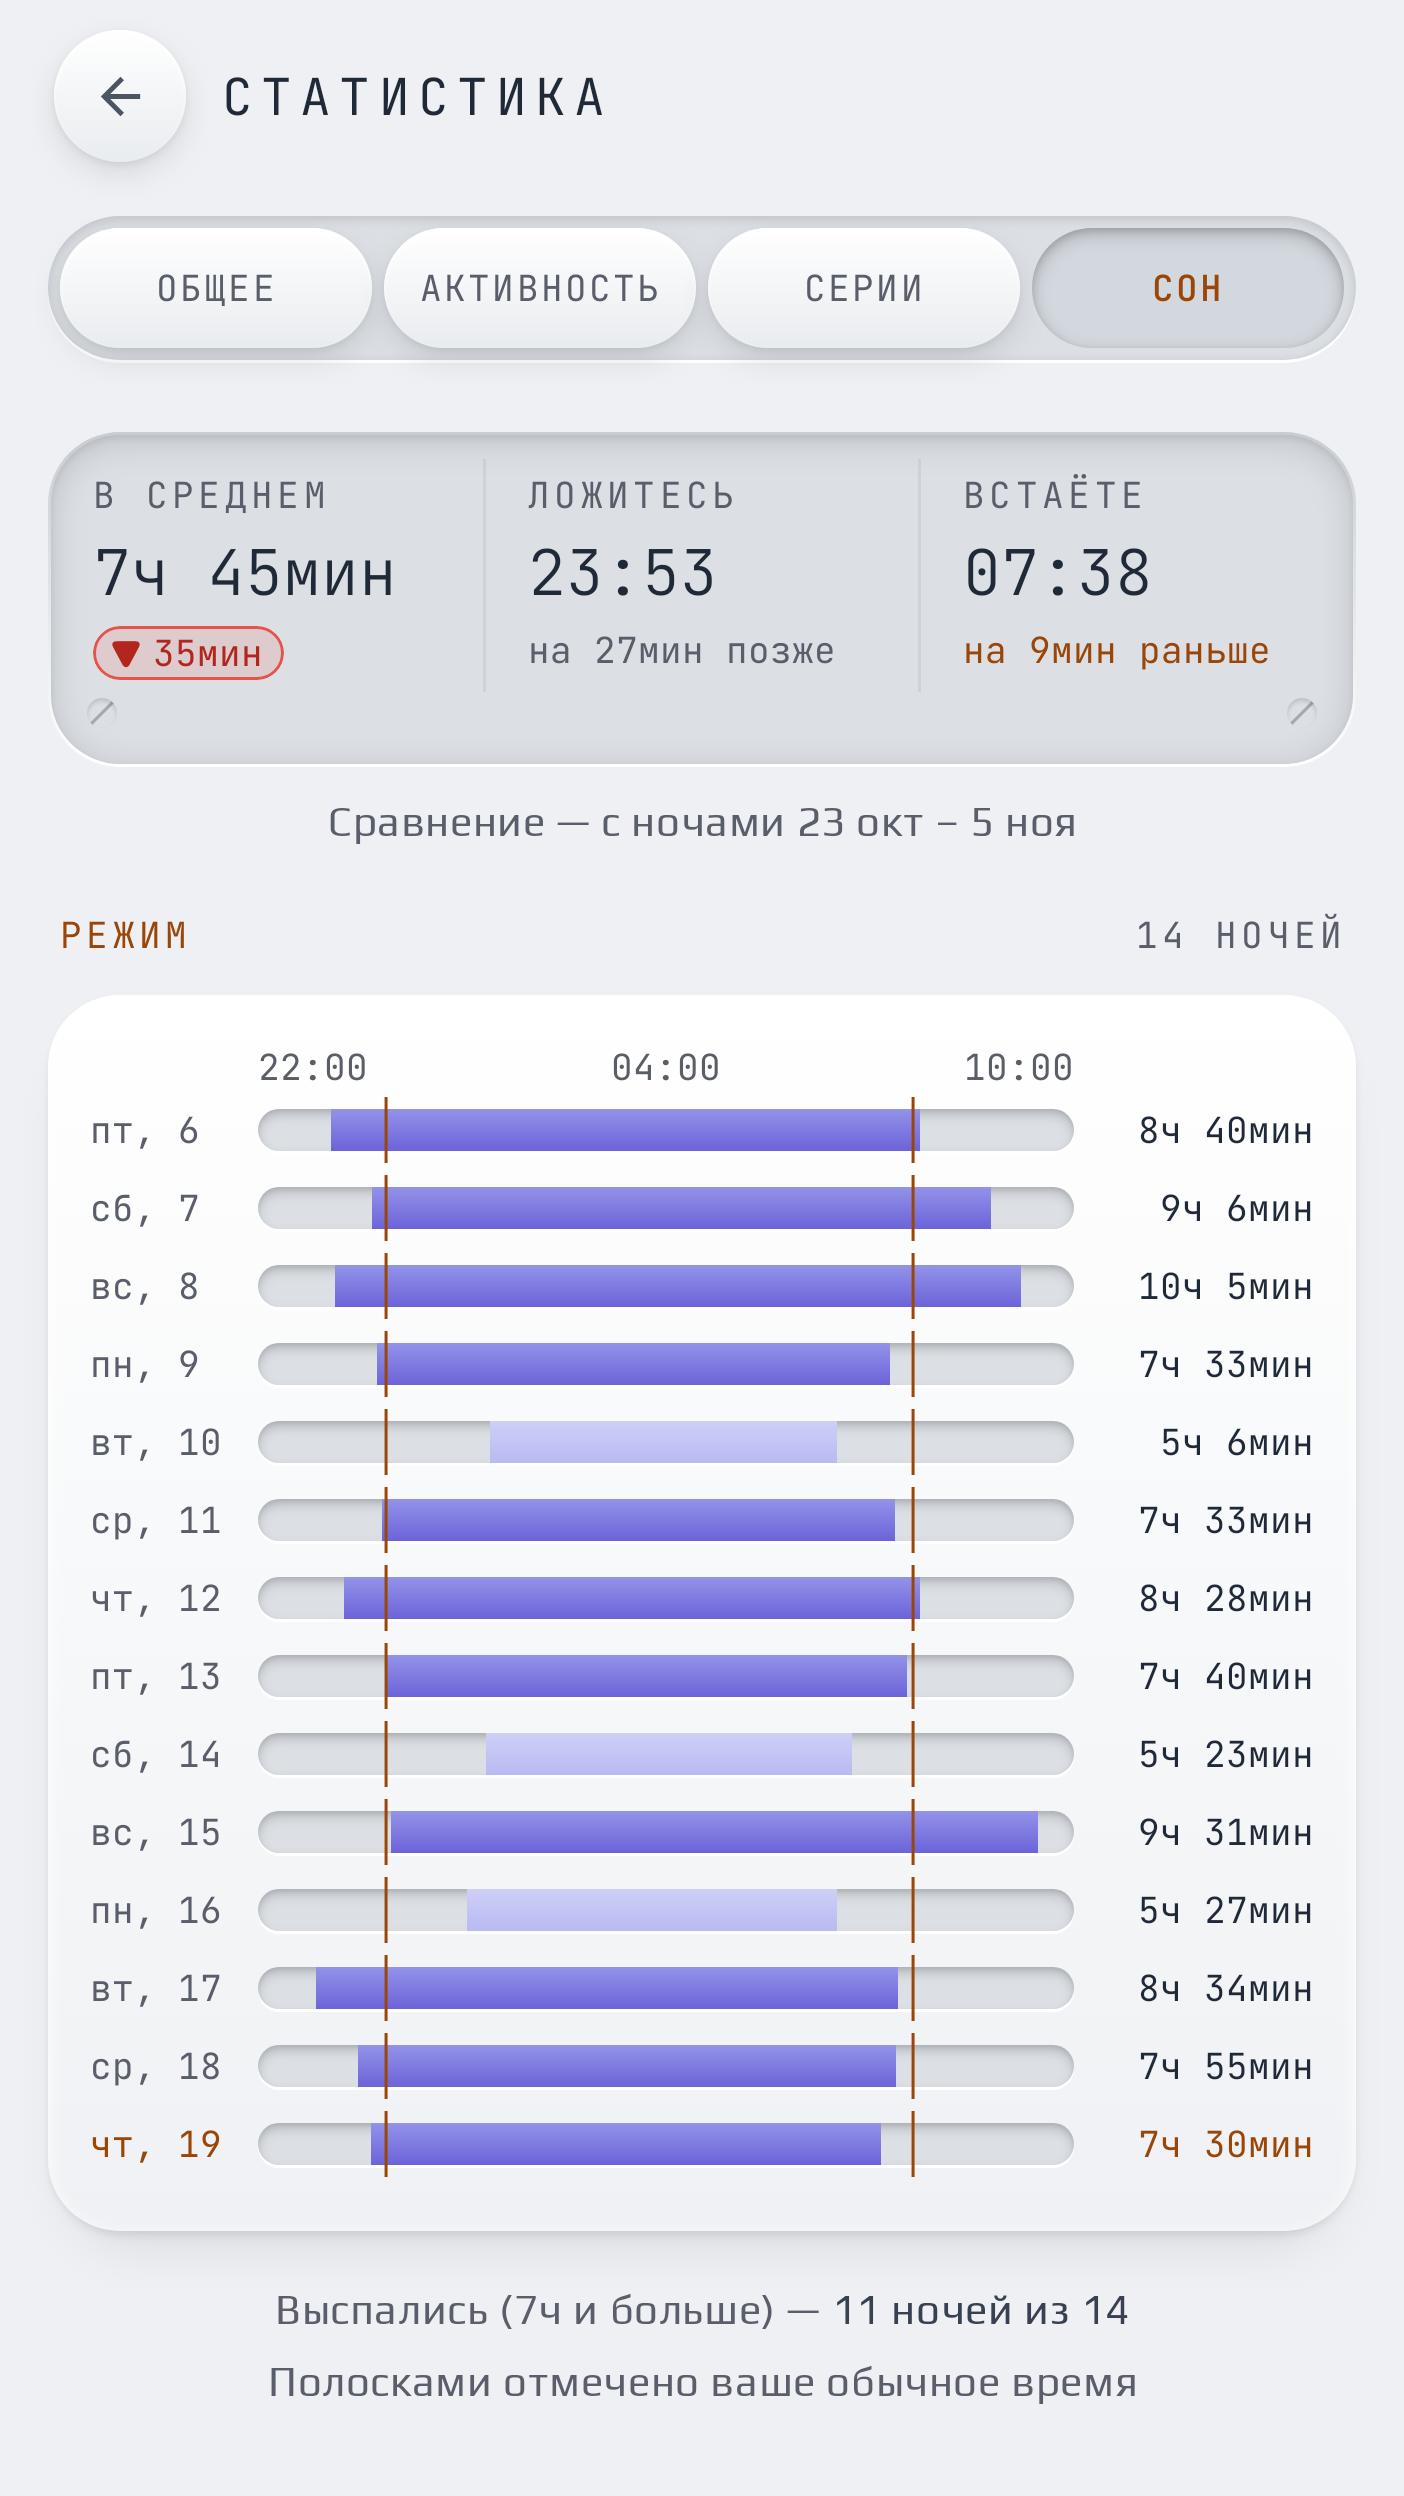 СТАТИСТИКА
ОБЩЕЕ АКТИВНОСТЬ СЕРИИ СОН
В СРЕДНЕМ ЛОЖИТЕСЬ ВСТАЁТЕ
7ч 45мин 23:53 07:38
35мин на 27мин позже на 9мин раньше
Сравнение — с ночами 23 окт – 5 ноя
РЕЖИМ 14 НОЧЕЙ
22:00 04:00 10:00
пт, 6 8ч 40мин
сб, 7 9ч 6мин
вс, 8 10ч 5мин
пн, 9 7ч 33мин
вт, 10 5ч 6мин
ср, 11 7ч 33мин
чт, 12 8ч 28мин
пт, 13 7ч 40мин
сб, 14 5ч 23мин
вс, 15 9ч 31мин
пн, 16 5ч 27мин
вт, 17 8ч 34мин
ср, 18 7ч 55мин
чт, 19 7ч 30мин
Выспались (7ч и больше) — 11 ночей из 14
Полосками отмечено ваше обычное время